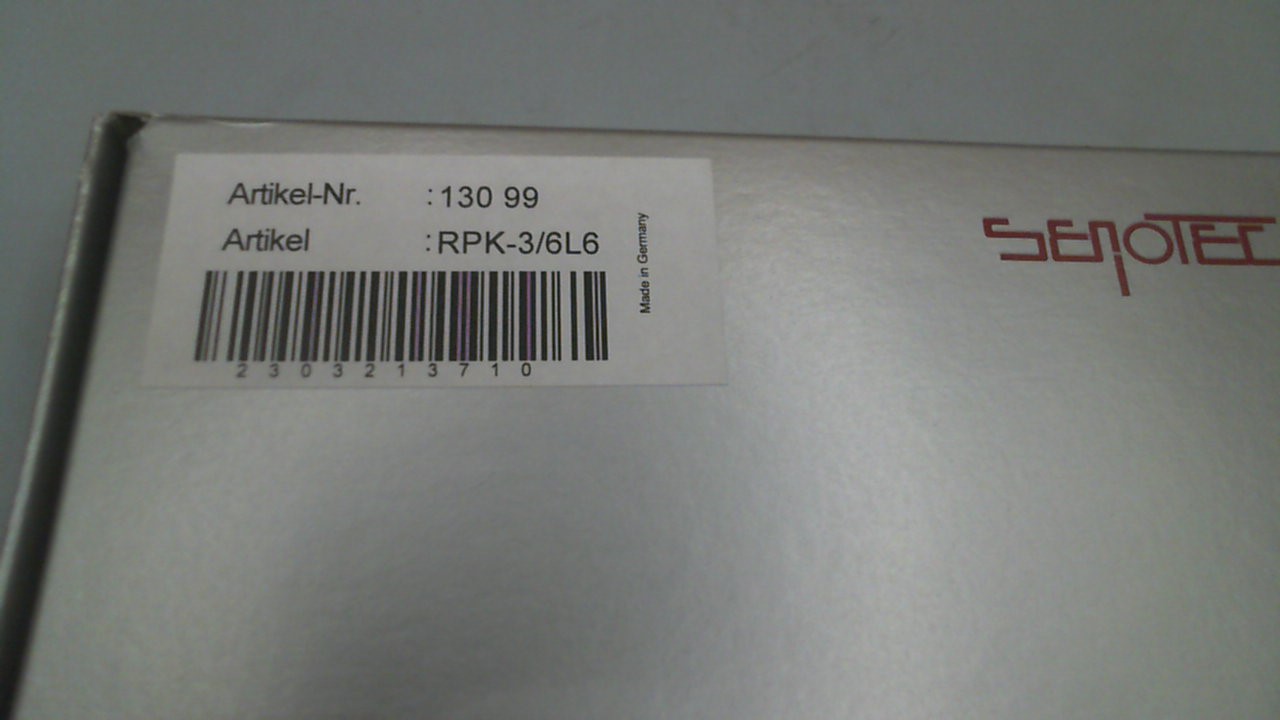 Artikel-Nr. :130 99
Artikel :RPK-3/6L6
Made in Germany
2303213710
SENOTEC